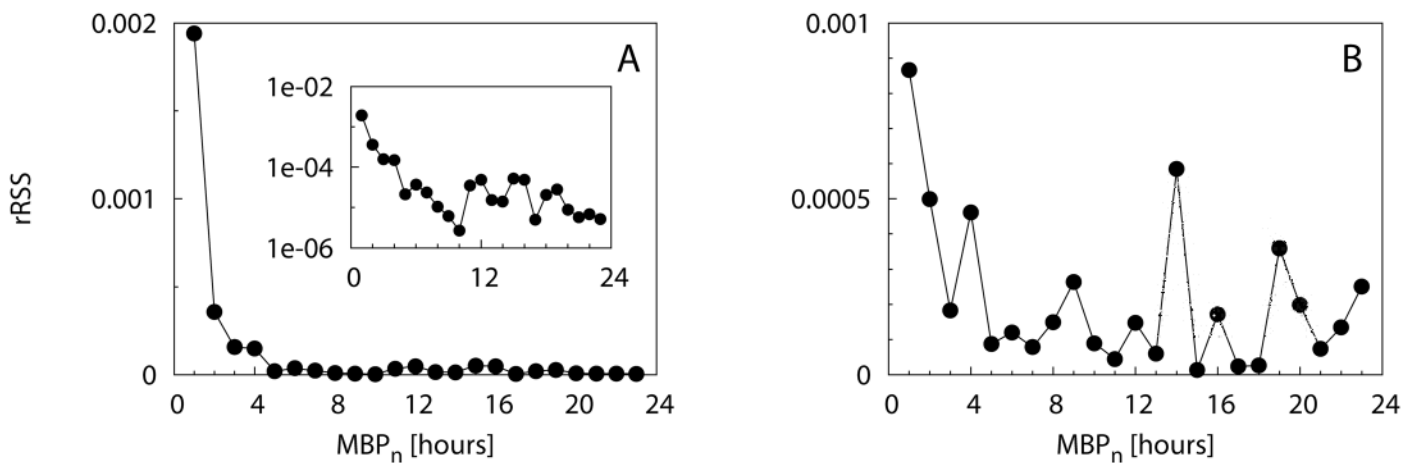 0.002
A
1e-02
1e-04
1e-06
0 12 24
0.001
rRSS
0
0 4 8 12 16 20 24
MBPn [hours]
0.001
B
0.0005
0
0 4 8 12 16 20 24
MBPn [hours]